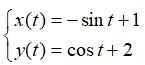 x(t) = − sin t + 1
y(t) = cos t + 2